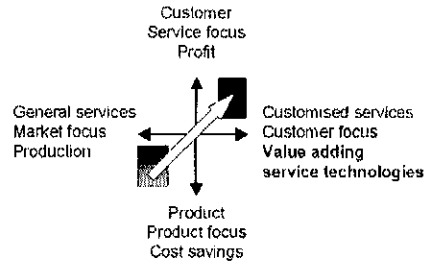 Customer
Service focus
Profit
General services
Market focus
Production
Customised services
Customer focus
Value adding
service technologies
Product
Product focus
Cost savings